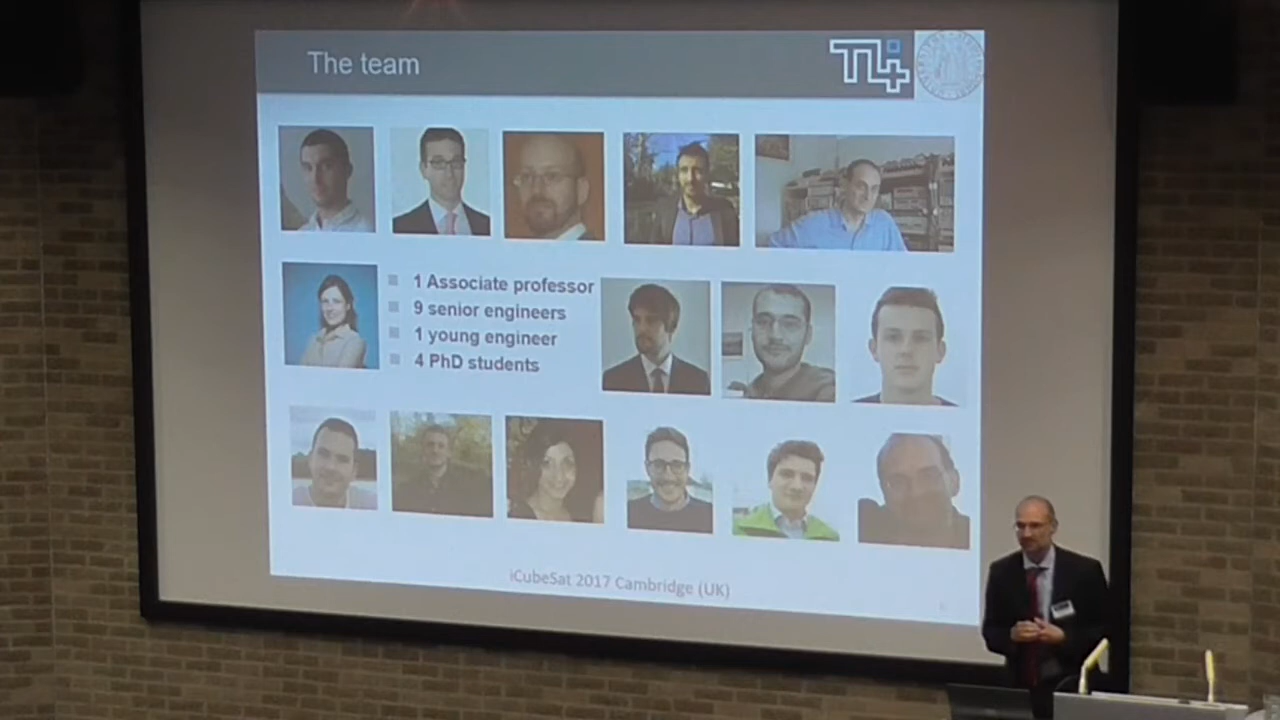 The team
1 Associate professor
9 senior engineers
1 young engineer
4 PhD students
iCubeSat 2017 Cambridge (UK)